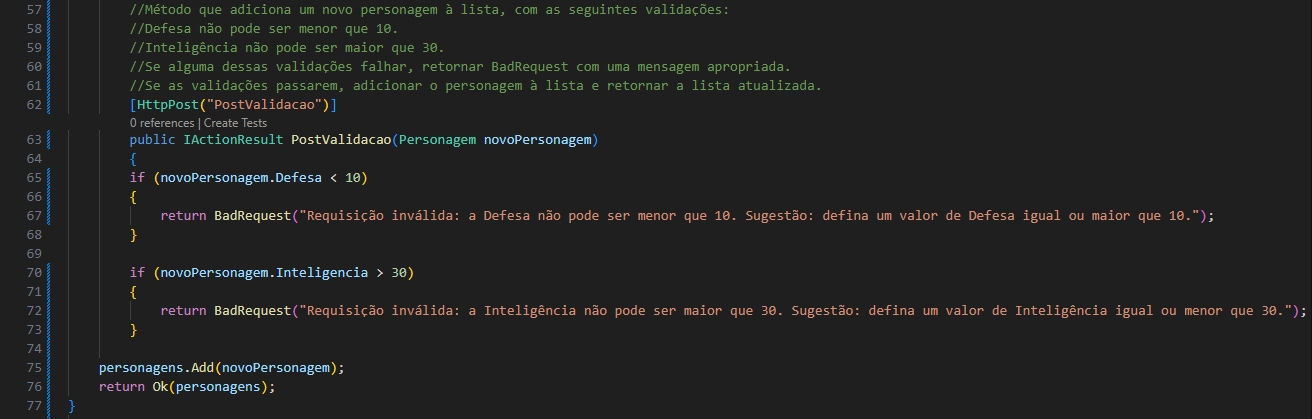 57 //Método que adiciona um novo personagem à lista, com as seguintes validações:
58 //Defesa não pode ser menor que 10.
59 //Inteligência não pode ser maior que 30.
60 //Se alguma dessas validações falhar, retornar BadRequest com uma mensagem apropriada.
61 //Se as validações passarem, adicionar o personagem à lista e retornar a lista atualizada.
62 [HttpPost("PostValidacao")]
0 references | Create Tests
63 public IActionResult PostValidacao(Personagem novoPersonagem)
64 {
65 if (novoPersonagem.Defesa < 10)
66 {
67 return BadRequest("Requisição inválida: a Defesa não pode ser menor que 10. Sugestão: defina um valor de Defesa igual ou maior que 10.");
68 }
69
70 if (novoPersonagem.Inteligencia > 30)
71 {
72 return BadRequest("Requisição inválida: a Inteligência não pode ser maior que 30. Sugestão: defina um valor de Inteligência igual ou menor que 30.");
73 }
74
75 personagens.Add(novoPersonagem);
76 return Ok(personagens);
77 }